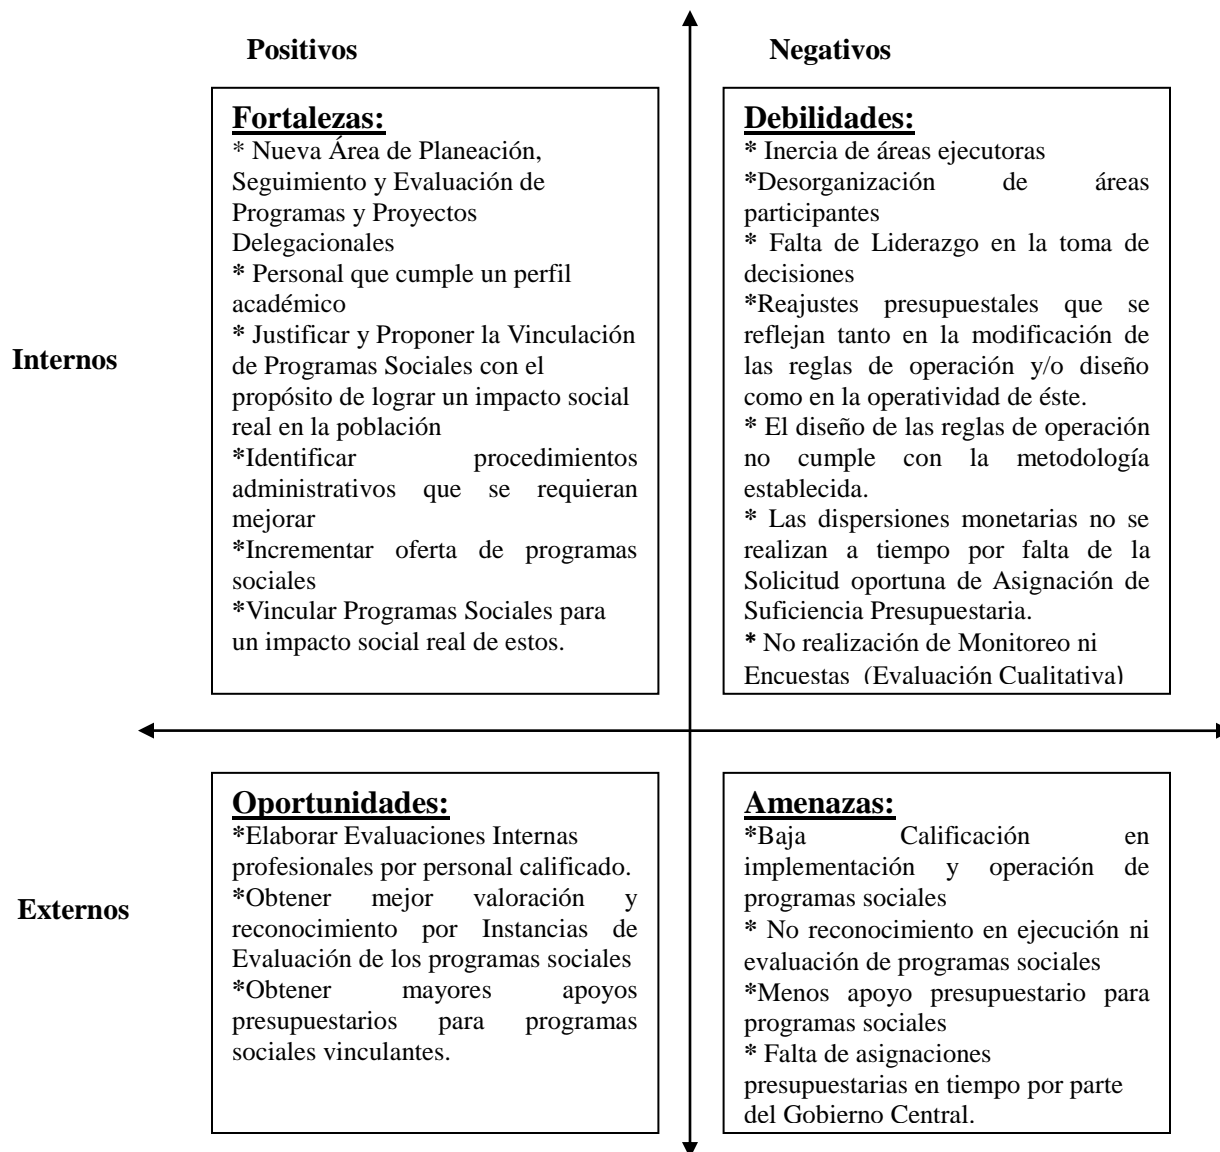 Positivos
Negativos
Internos
Fortalezas:
* Nueva Área de Planeación,
Seguimiento y Evaluación de
Programas y Proyectos
Delegacionales
* Personal que cumple un perfil
académico
* Justificar y Proponer la Vinculación
de Programas Sociales con el
propósito de lograr un impacto social
real en la población
*Identificar procedimientos
administrativos que se requieran
mejorar
*Incrementar oferta de programas
sociales
*Vincular Programas Sociales para
un impacto social real de estos.
Debilidades:
* Inercia de áreas ejecutoras
*Desorganización de áreas
participantes
* Falta de Liderazgo en la toma de
decisiones
*Reajustes presupuestales que se
reflejan tanto en la modificación de
las reglas de operación y/o diseño
como en la operatividad de éste.
* El diseño de las reglas de operación
no cumple con la metodología
establecida.
* Las dispersiones monetarias no se
realizan a tiempo por falta de la
Solicitud oportuna de Asignación de
Suficiencia Presupuestaria.
* No realización de Monitoreo ni
Encuestas (Evaluación Cualitativa)
Externos
Oportunidades:
*Elaborar Evaluaciones Internas
profesionales por personal calificado.
*Obtener mejor valoración y
reconocimiento por Instancias de
Evaluación de los programas sociales
*Obtener mayores apoyos
presupuestarios para programas
sociales vinculantes.
Amenazas:
*Baja Calificación en
implementación y operación de
programas sociales
* No reconocimiento en ejecución ni
evaluación de programas sociales
*Menos apoyo presupuestario para
programas sociales
* Falta de asignaciones
presupuestarias en tiempo por parte
del Gobierno Central.